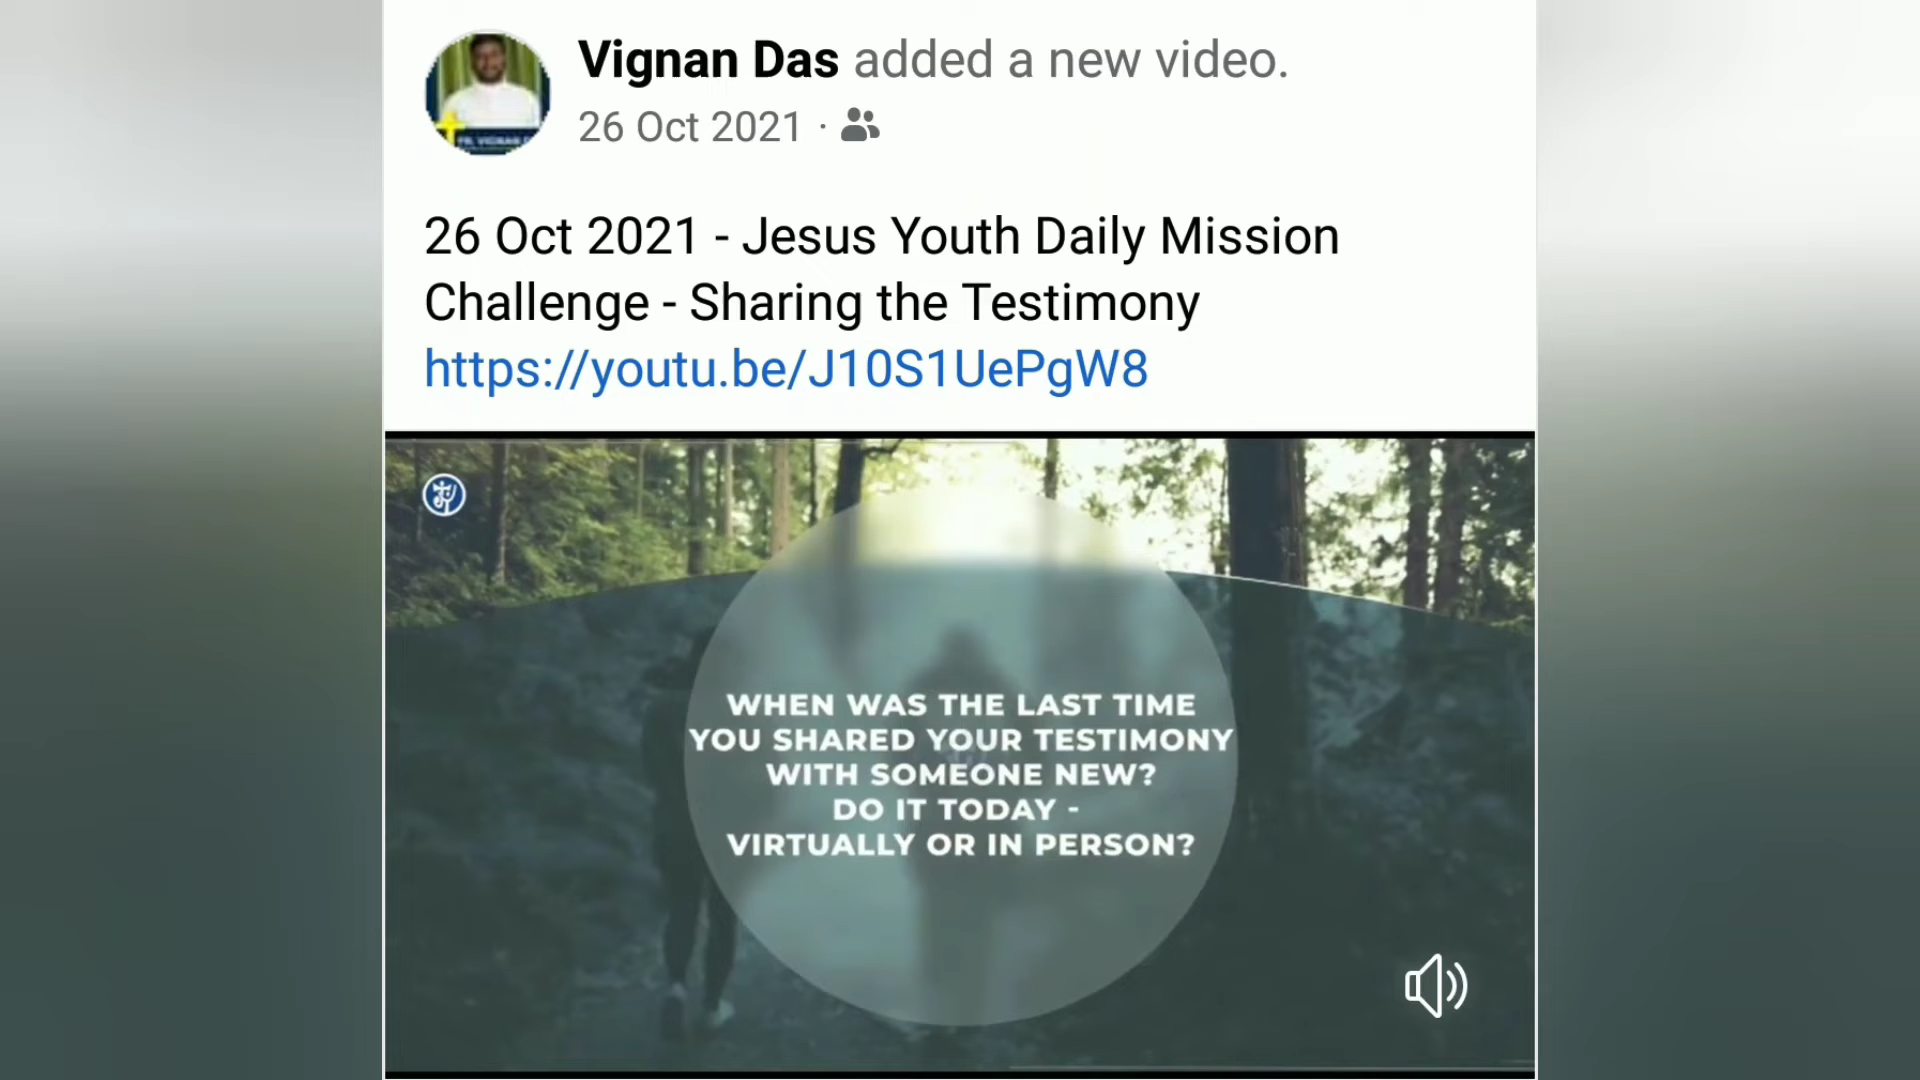 Vignan Das added a new video.
26 Oct 2021 ·
26 Oct 2021 - Jesus Youth Daily Mission
Challenge - Sharing the Testimony
https://youtu.be/J10S1UePgW8
WHEN WAS THE LAST TIME
YOU SHARED YOUR TESTIMONY
WITH SOMEONE NEW?
DO IT TODAY -
VIRTUALLY OR IN PERSON?